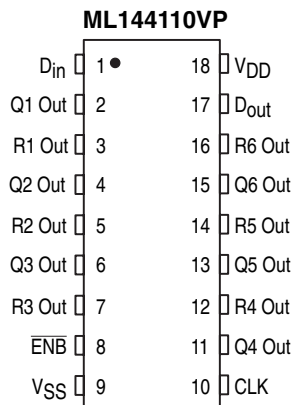 ML144110VP
Din 1 18 VDD
Q1 Out 2 17 Dout
R1 Out 3 16 R6 Out
Q2 Out 4 15 Q6 Out
R2 Out 5 14 R5 Out
Q3 Out 6 13 Q5 Out
R3 Out 7 12 R4 Out
E̅N̅B̅ 8 11 Q4 Out
VSS 9 10 CLK